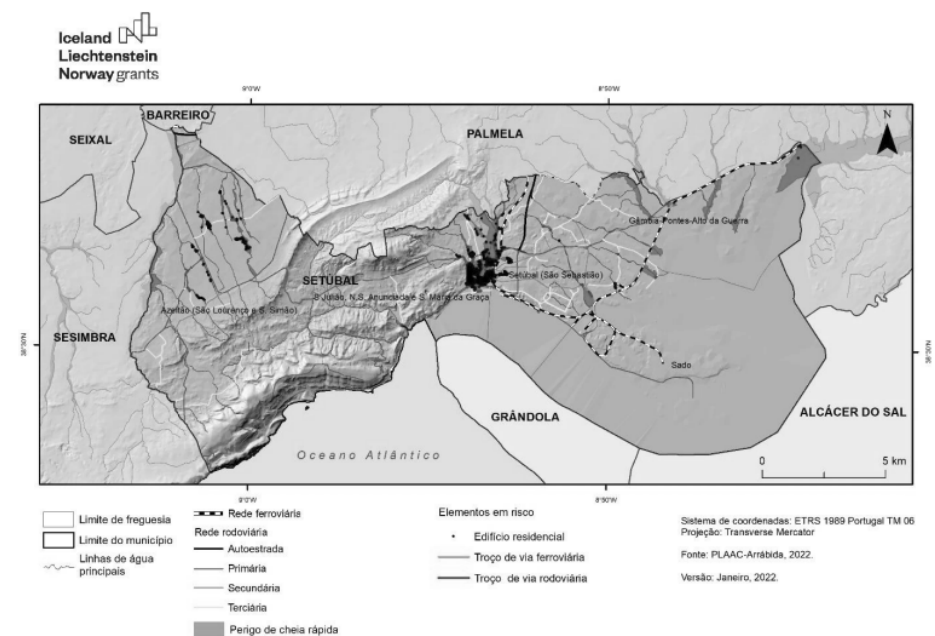 Iceland
Liechtenstein
Norway grants
9°0'W
8°50'W
BARREIRO
SEIXAL
PALMELA
N
Gâmbia-Pontes-Alto da Guerra
SETÚBAL
Setúbal (São Sebastião)
S.Julião, N.S. Anunciada e S. Maria da Graça
Azeitão (São Lourenço e S. Simão)
SESIMBRA
38°30'N
38°30'N
Sado
GRÂNDOLA
ALCÁCER DO SAL
Oceano Atlântico
0
5 km
9°0'W
8°50'W
Limite de freguesia
Limite do município
Linhas de água
principais
Rede ferroviária
Rede rodoviária
Autoestrada
Primária
Secundária
Terciária
Perigo de cheia rápida
Elementos em risco
Edifício residencial
Troço de via ferroviária
Troço de via rodoviária
Sistema de coordenadas: ETRS 1989 Portugal TM 06
Projeção: Transverse Mercator
Fonte: PLAAC-Arrábida, 2022.
Versão: Janeiro, 2022.